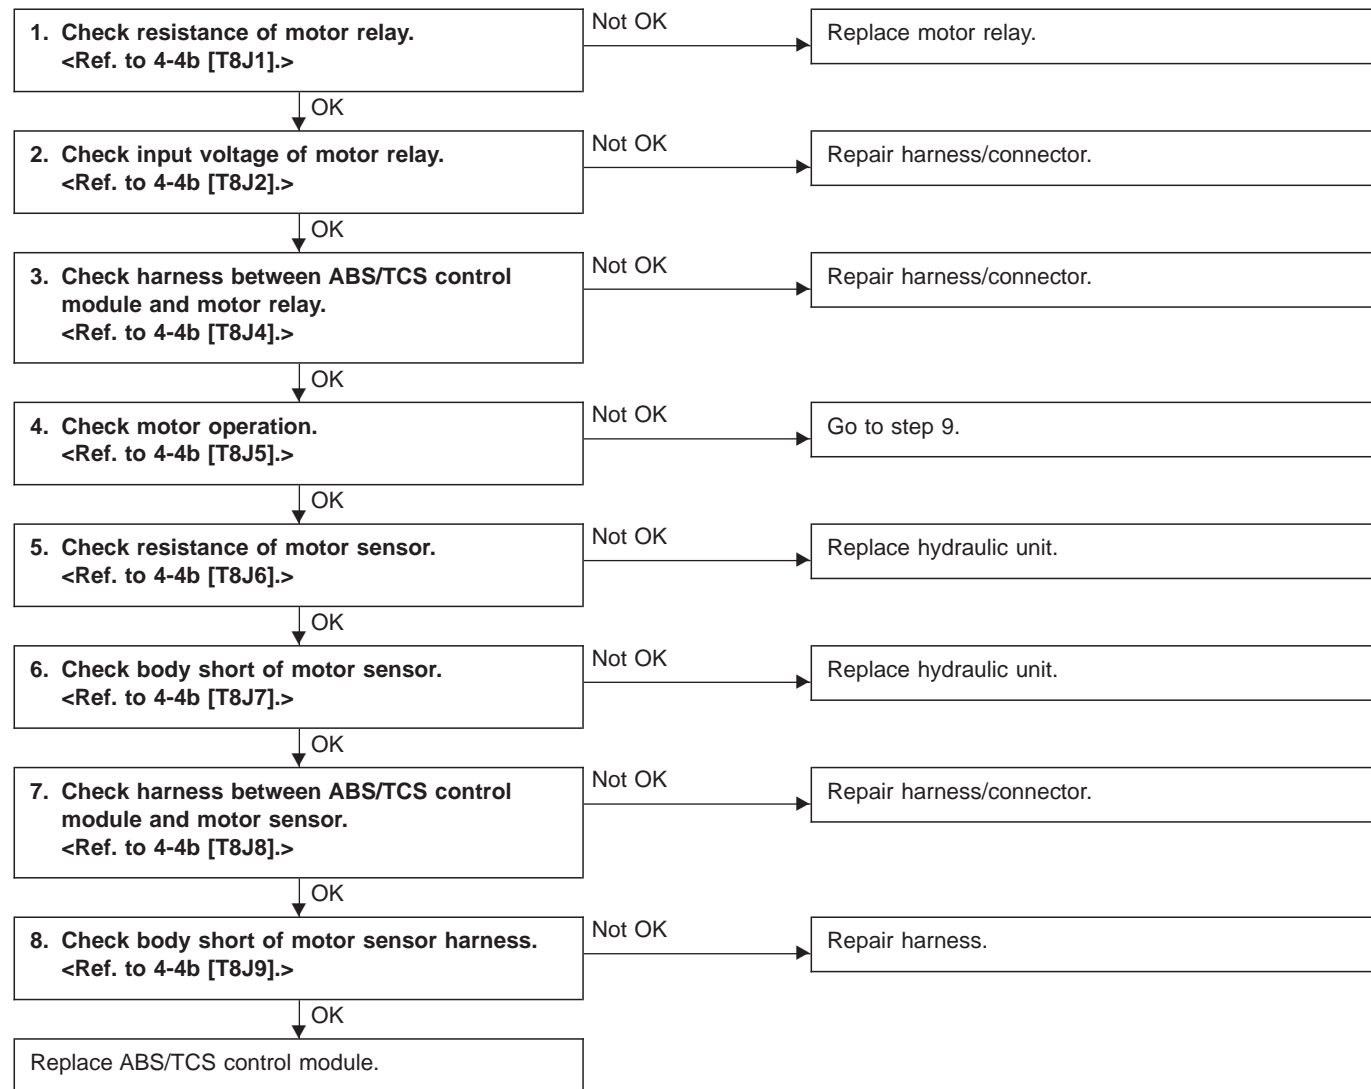 1. Check resistance of motor relay.
<Ref. to 4-4b [T8J1].>
Not OK
Replace motor relay.
OK
2. Check input voltage of motor relay.
<Ref. to 4-4b [T8J2].>
Not OK
Repair harness/connector.
OK
3. Check harness between ABS/TCS control
module and motor relay.
<Ref. to 4-4b [T8J4].>
Not OK
Repair harness/connector.
OK
4. Check motor operation.
<Ref. to 4-4b [T8J5].>
Not OK
Go to step 9.
OK
5. Check resistance of motor sensor.
<Ref. to 4-4b [T8J6].>
Not OK
Replace hydraulic unit.
OK
6. Check body short of motor sensor.
<Ref. to 4-4b [T8J7].>
Not OK
Replace hydraulic unit.
OK
7. Check harness between ABS/TCS control
module and motor sensor.
<Ref. to 4-4b [T8J8].>
Not OK
Repair harness/connector.
OK
8. Check body short of motor sensor harness.
<Ref. to 4-4b [T8J9].>
Not OK
Repair harness.
OK
Replace ABS/TCS control module.